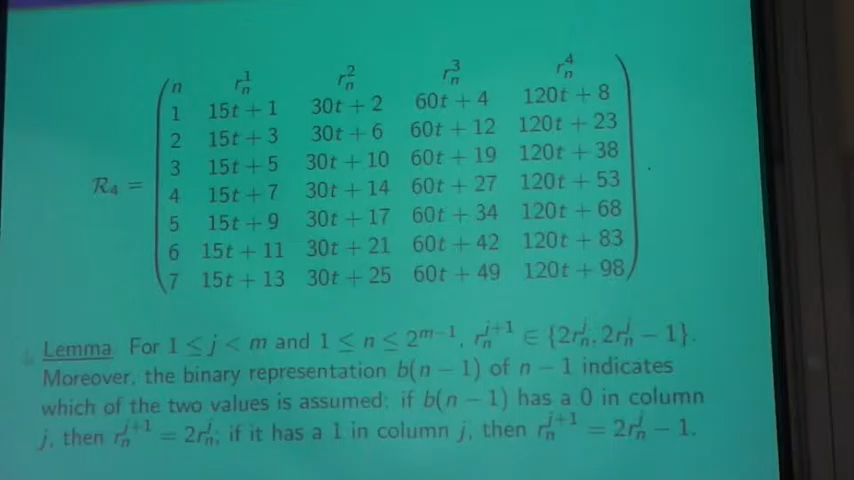 n r_n^1 r_n^2 r_n^3 r_n^4
1 15t + 1 30t + 2 60t + 4 120t + 8
2 15t + 3 30t + 6 60t + 12 120t + 23
3 15t + 5 30t + 10 60t + 19 120t + 38
R₄ = 4 15t + 7 30t + 14 60t + 27 120t + 53
5 15t + 9 30t + 17 60t + 34 120t + 68
6 15t + 11 30t + 21 60t + 42 120t + 83
7 15t + 13 30t + 25 60t + 49 120t + 98
Lemma For 1 ≤ j < m and 1 ≤ n ≤ 2^{m−1}, r_n^{j+1} ∈ {2r_n^j, 2r_n^j − 1}.
Moreover, the binary representation b(n − 1) of n − 1 indicates
which of the two values is assumed: if b(n − 1) has a 0 in column
j, then r_n^{j+1} = 2r_n^j; if it has a 1 in column j, then r_n^{j+1} = 2r_n^j − 1.